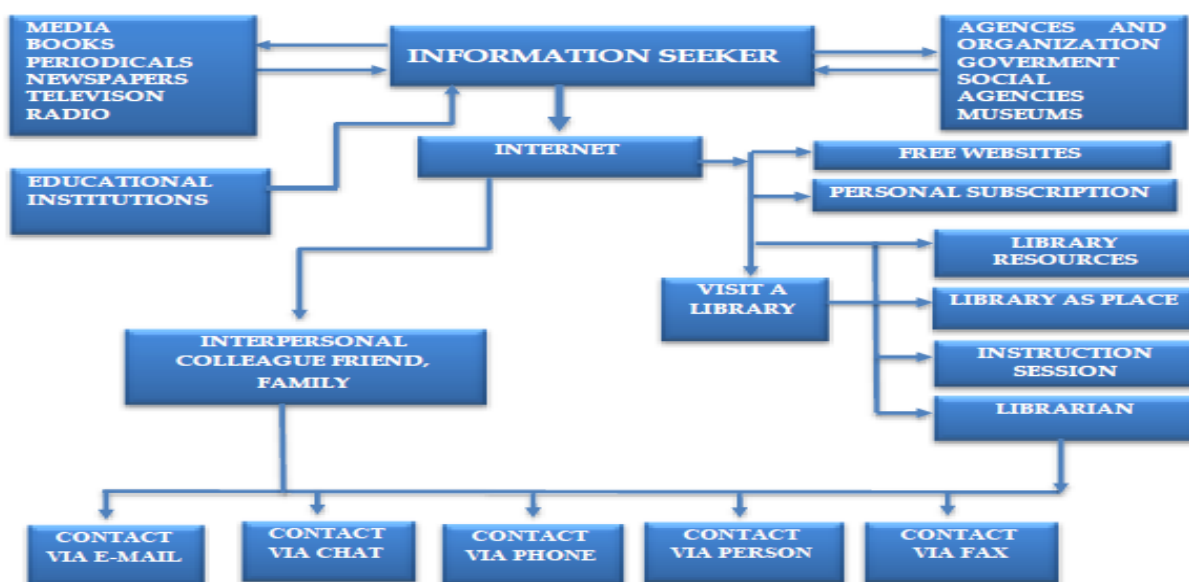 MEDIA
BOOKS
PERIODICALS
NEWSPAPERS
TELEVISON
RADIO
INFORMATION SEEKER
AGENCES AND
ORGANIZATION
GOVERMENT
SOCIAL
AGENCIES
MUSEUMS
INTERNET
FREE WEBSITES
EDUCATIONAL
INSTITUTIONS
PERSONAL SUBSCRIPTION
LIBRARY
RESOURCES
VISIT A
LIBRARY
LIBRARY AS PLACE
INTERPERSONAL
COLLEAGUE FRIEND,
FAMILY
INSTRUCTION
SESSION
LIBRARIAN
CONTACT
VIA E-MAIL
CONTACT
VIA CHAT
CONTACT
VIA PHONE
CONTACT
VIA PERSON
CONTACT
VIA FAX